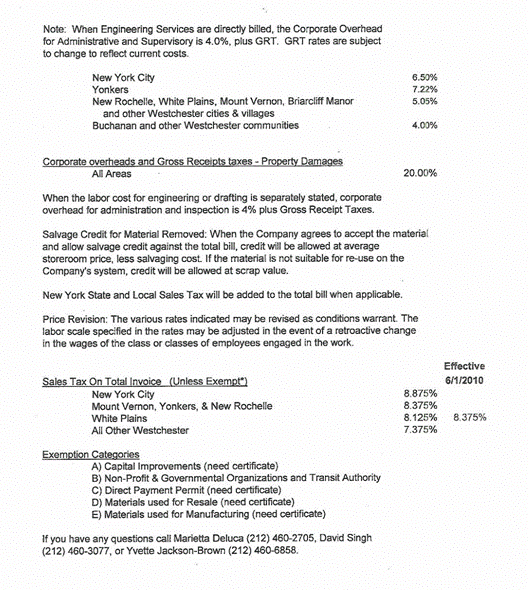 Note: When Engineering Services are directly billed, the Corporate Overhead
for Administrative and Supervisory is 4.0%, plus GRT. GRT rates are subject
to change to reflect current costs.
New York City 6.50%
Yonkers 7.22%
New Rochelle, White Plains, Mount Vernon, Briarcliff Manor 5.05%
and other Westchester cities & villages
Buchanan and other Westchester communities 4.00%
Corporate overheads and Gross Receipts taxes - Property Damages
All Areas 20.00%
When the labor cost for engineering or drafting is separately stated, corporate
overhead for administration and inspection is 4% plus Gross Receipt Taxes.
Salvage Credit for Material Removed: When the Company agrees to accept the material
and allow salvage credit against the total bill, credit will be allowed at average
storeroom price, less salvaging cost. If the material is not suitable for re-use on the
Company's system, credit will be allowed at scrap value.
New York State and Local Sales Tax will be added to the total bill when applicable.
Price Revision: The various rates indicated may be revised as conditions warrant. The
labor scale specified in the rates may be adjusted in the event of a retroactive change
in the wages of the class or classes of employees engaged in the work.
Effective
Sales Tax On Total Invoice (Unless Exempt*) 6/1/2010
New York City 8.875%
Mount Vernon, Yonkers, & New Rochelle 8.375%
White Plains 8.125% 8.375%
All Other Westchester 7.375%
Exemption Categories
A) Capital Improvements (need certificate)
B) Non-Profit & Governmental Organizations and Transit Authority
C) Direct Payment Permit (need certificate)
D) Materials used for Resale (need certificate)
E) Materials used for Manufacturing (need certificate)
If you have any questions call Marietta Deluca (212) 460-2705, David Singh
(212) 460-3077, or Yvette Jackson-Brown (212) 460-6858.